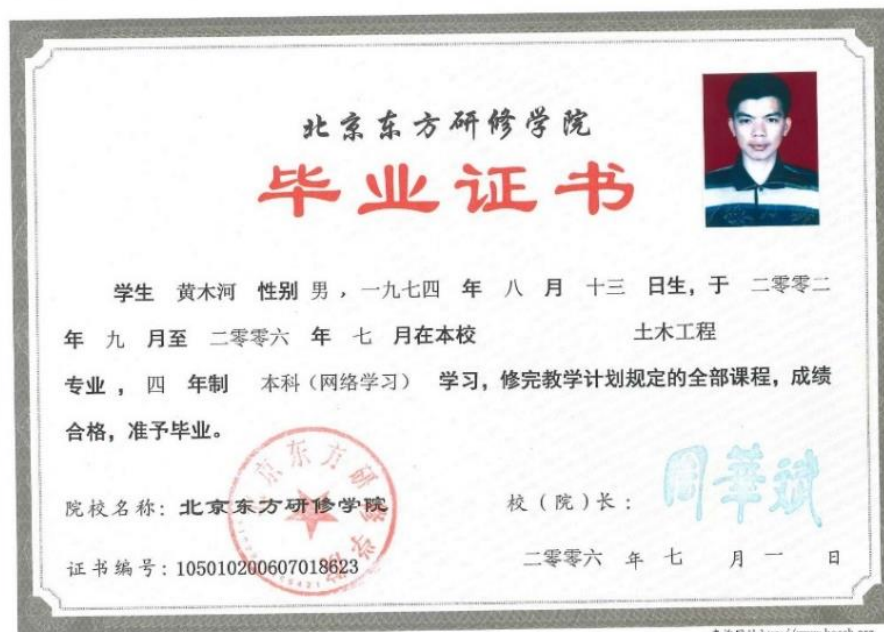 北京东方研修学院
毕业证书
学生 黄木河 性别 男，一九七四 年 八 月 十三 日生，于 二零零二
年 九 月至 二零零六 年 七 月在本校 土木工程
专业，四 年制 本科（网络学习） 学习，修完教学计划规定的全部课程，成绩
合格，准予毕业。
院校名称：北京东方研修学院
校（院）长：周華斌
证书编号：105010200607018623
二零零六 年 七 月 一 日